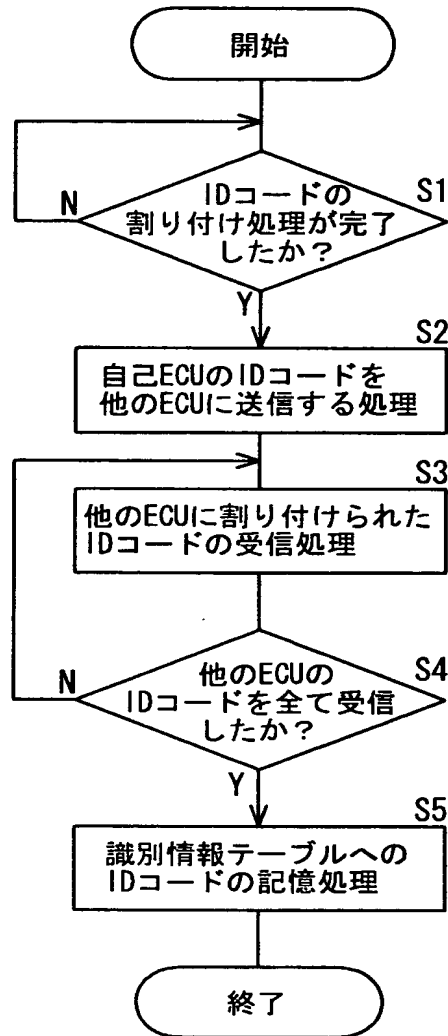 開始
S1
IDコードの
割り付け処理が完了
したか？
N
Y
S2
自己ECUのIDコードを
他のECUに送信する処理
S3
他のECUに割り付けられた
IDコードの受信処理
S4
他のECUの
IDコードを全て受信
したか？
N
Y
S5
識別情報テーブルへの
IDコードの記憶処理
終了